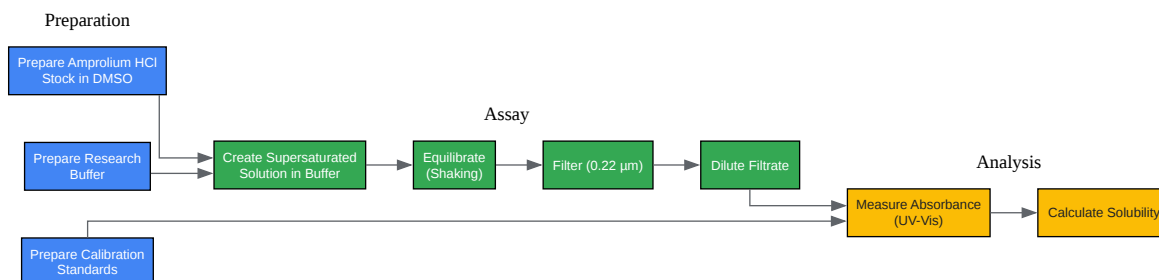 Preparation
Prepare Amprolium HCl
Stock in DMSO
Assay
Prepare Research
Buffer
Create Supersaturated
Solution in Buffer
Equilibrate
(Shaking)
Filter (0.22 µm)
Dilute Filtrate
Analysis
Measure Absorbance
(UV-Vis)
Calculate Solubility
Prepare Calibration
Standards